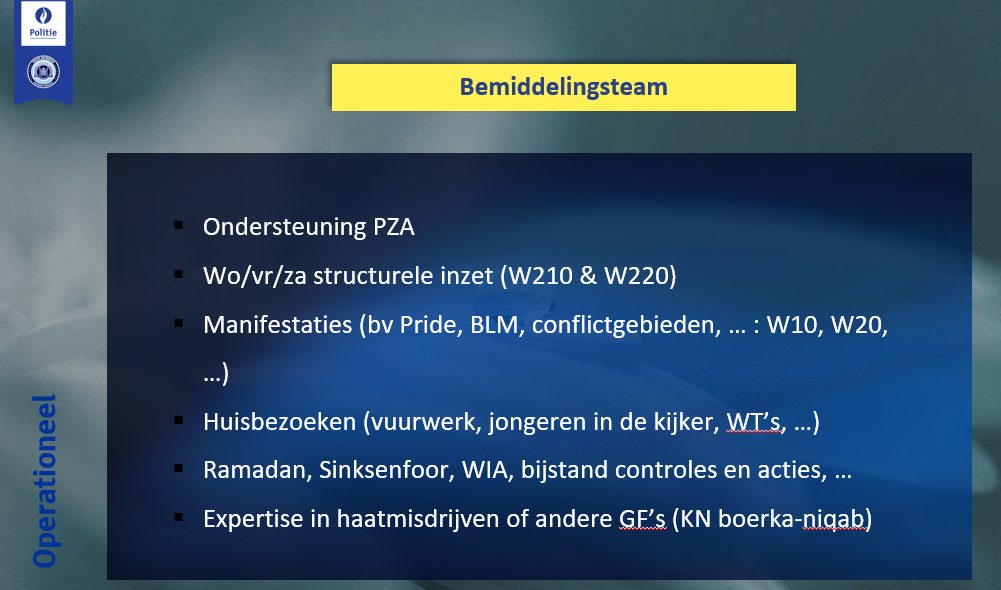 Politie
Bemiddelingsteam
Ondersteuning PZA
Wo/vr/za structurele inzet (W210 & W220)
Manifestaties (bv Pride, BLM, conflictgebieden, … : W10, W20,
…)
Huisbezoeken (vuurwerk, jongeren in de kijker, WT’s, …)
Ramadan, Sinksenfoor, WIA, bijstand controles en acties, …
Expertise in haatmisdrijven of andere GF’s (KN boerka-niqab)
Operationeel